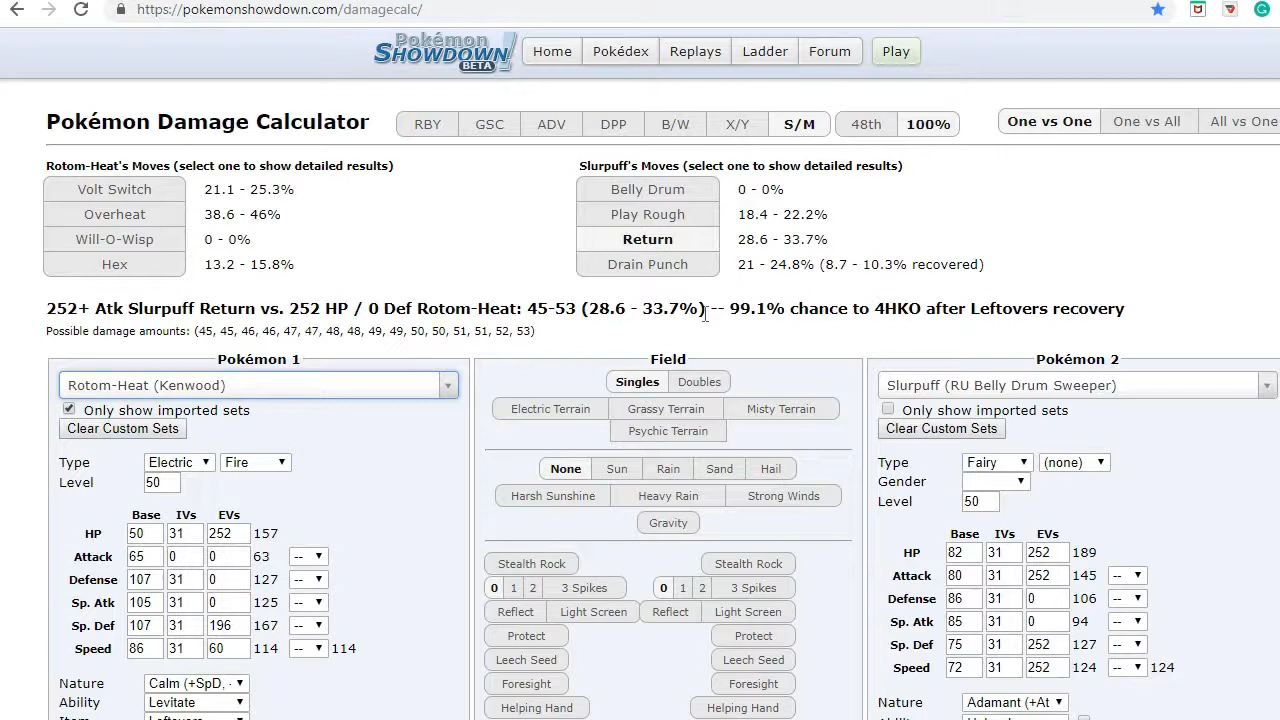 https://pokemonshowdown.com/damagecalc/
Pokémon
SHOWDOWN!
BETA
Home Pokédex Replays Ladder Forum Play
Pokémon Damage Calculator RBY GSC ADV DPP B/W X/Y S/M 48th 100% One vs One One vs All All vs One
Rotom-Heat's Moves (select one to show detailed results) Slurpuff's Moves (select one to show detailed results)
Volt Switch 21.1 - 25.3% Belly Drum 0 - 0%
Overheat 38.6 - 46% Play Rough 18.4 - 22.2%
Will-O-Wisp 0 - 0% Return 28.6 - 33.7%
Hex 13.2 - 15.8% Drain Punch 21 - 24.8% (8.7 - 10.3% recovered)
252+ Atk Slurpuff Return vs. 252 HP / 0 Def Rotom-Heat: 45-53 (28.6 - 33.7%) -- 99.1% chance to 4HKO after Leftovers recovery
Possible damage amounts: (45, 45, 46, 46, 47, 47, 48, 48, 49, 49, 50, 50, 51, 51, 52, 53)
Pokémon 1 Pokémon 2
Rotom-Heat (Kenwood) Singles Doubles Slurpuff (RU Belly Drum Sweeper)
Only show imported sets Electric Terrain Grassy Terrain Misty Terrain Only show imported sets
Clear Custom Sets Psychic Terrain Clear Custom Sets
Type Electric Fire None Sun Rain Sand Hail Type Fairy (none)
Level 50 Harsh Sunshine Heavy Rain Strong Winds Gender
Level 50
Base IVs EVs Gravity Base IVs EVs
HP 50 31 252 157 HP 82 31 252 189
Attack 65 0 0 63 -- Stealth Rock Stealth Rock Attack 80 31 252 145 --
Defense 107 31 0 127 -- 0 1 2 3 Spikes 0 1 2 3 Spikes Defense 86 31 0 106 --
Sp. Atk 105 31 0 125 -- Reflect Light Screen Reflect Light Screen Sp. Atk 85 31 0 94 --
Sp. Def 107 31 196 167 -- Protect Protect Sp. Def 75 31 252 127 --
Speed 86 31 60 114 -- 114 Leech Seed Leech Seed Speed 72 31 252 124 -- 124
Nature Calm (+SpD, - Foresight Foresight Nature Adamant (+At
Ability Levitate Helping Hand Helping Hand